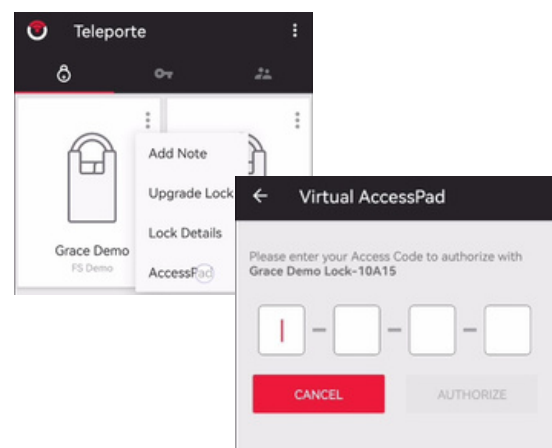 Teleporte
Add Note
Upgrade Lock
Lock Details
AccessPad
Grace Demo
FS Demo
Virtual AccessPad
Please enter your Access Code to authorize with
Grace Demo Lock-10A15
CANCEL
AUTHORIZE